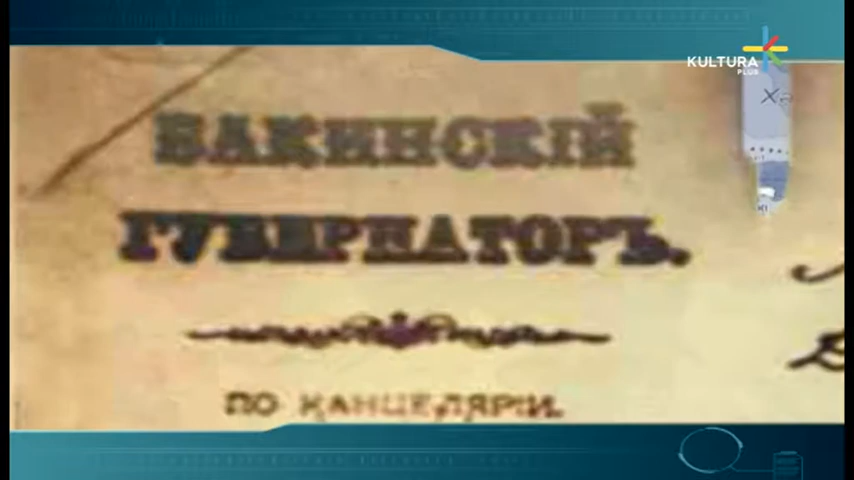 KULTURA
PLUS
БАКИНСКІЙ
ГУБЕРНАТОРЪ.
ПО КАНЦЕЛЯРІИ.